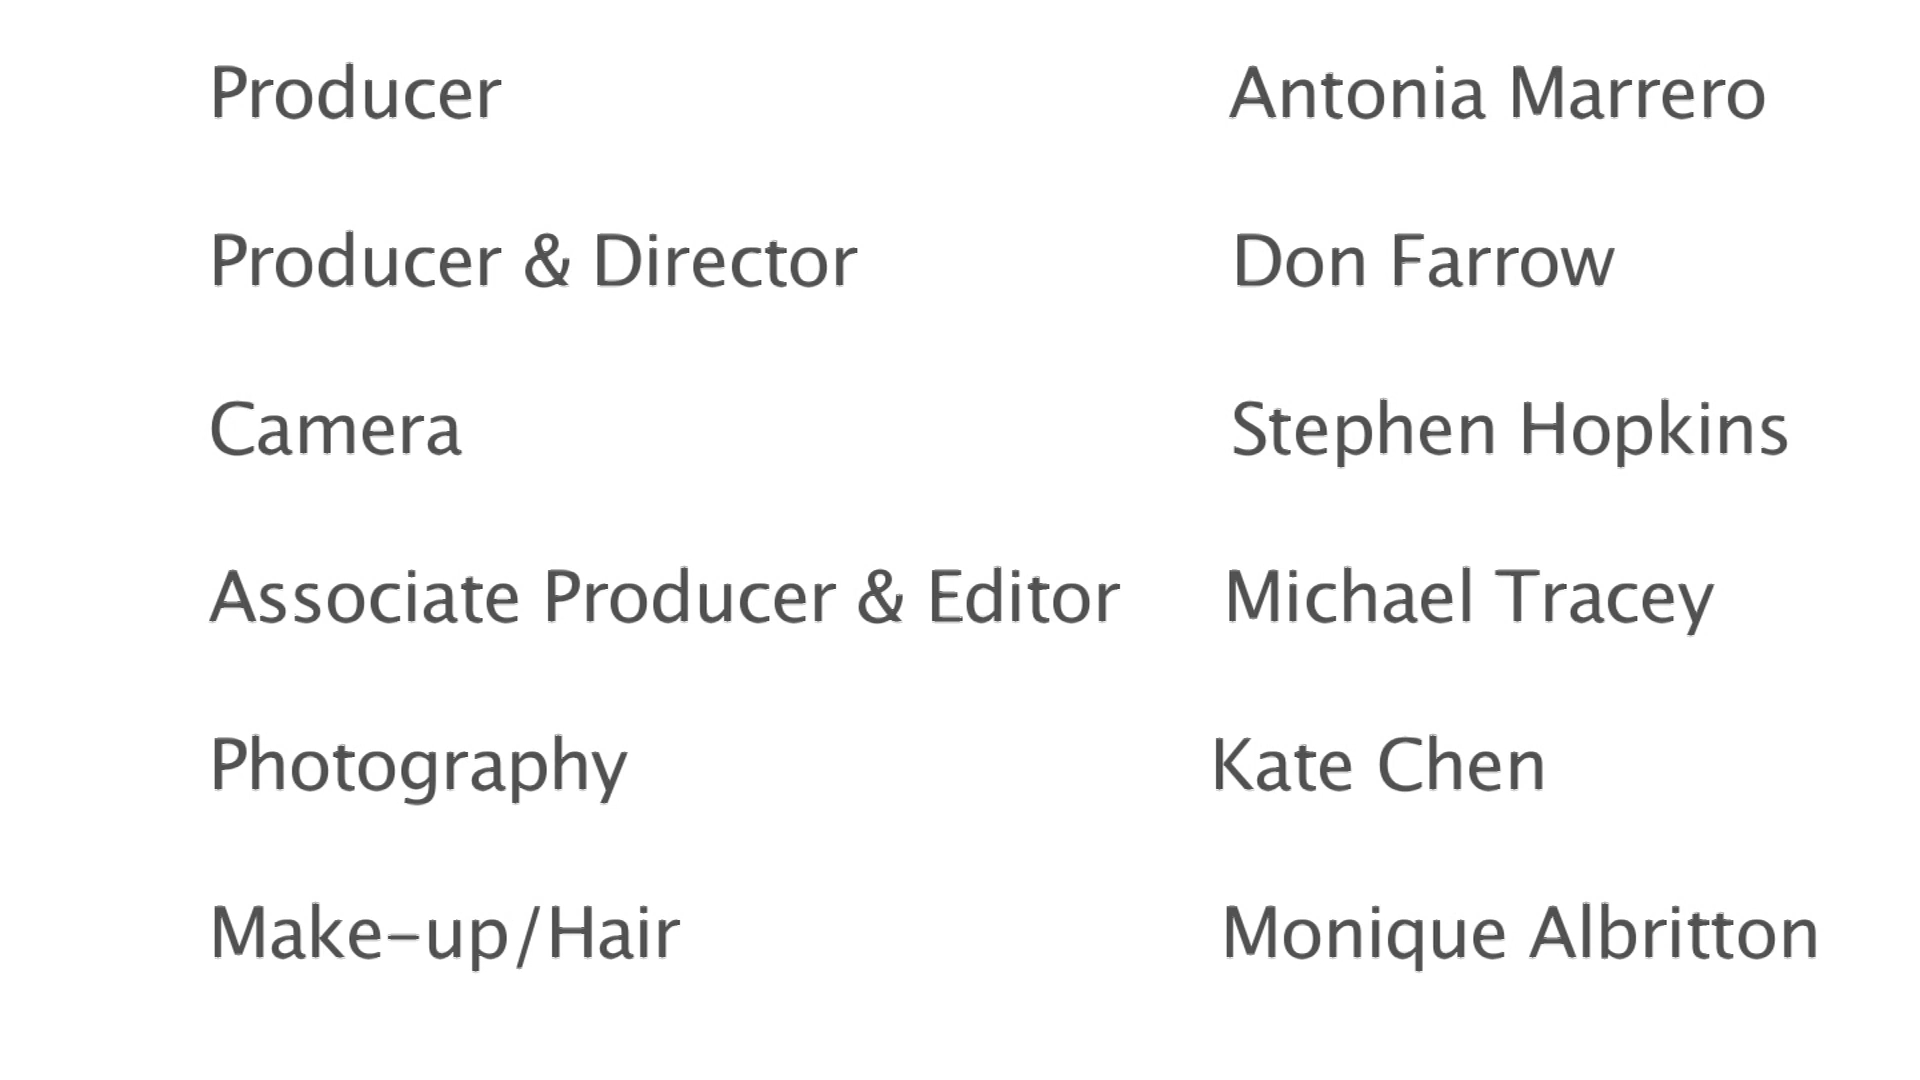 Producer Antonia Marrero
Producer & Director Don Farrow
Camera Stephen Hopkins
Associate Producer & Editor Michael Tracey
Photography Kate Chen
Make-up/Hair Monique Albritton